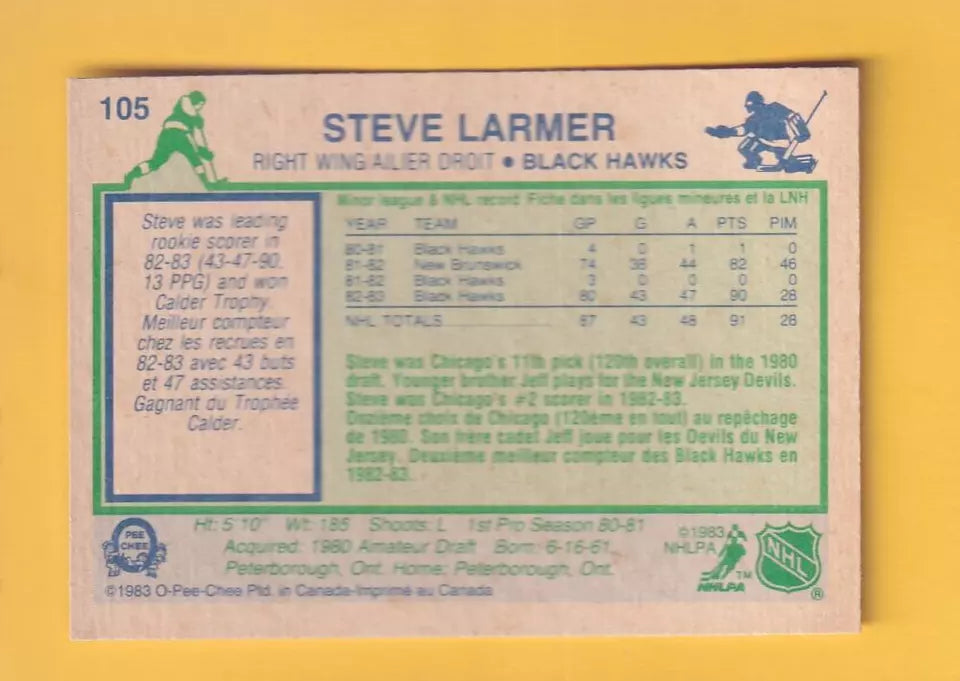 105
STEVE LARMER
RIGHT WING/AILIER DROIT • BLACK HAWKS
Steve was leading
rookie scorer in
82-83 (43-47-90,
13 PPG) and won
Calder Trophy.
Meilleur compteur
chez les recrues en
82-83 avec 43 buts
et 47 assistances.
Gagnant du Trophée
Calder.
Minor league & NHL record/Fiche dans les ligues mineures et la LNH
YEAR TEAM GP G A PTS PIM
80-81 Black Hawks 4 0 1 1 0
81-82 New Brunswick 74 38 44 82 46
81-82 Black Hawks 3 0 0 0 0
82-83 Black Hawks 80 43 47 90 28
NHL TOTALS 87 43 48 91 28
Steve was Chicago's 11th pick (120th overall) in the 1980
draft. Younger brother Jeff plays for the New Jersey Devils.
Steve was Chicago's #2 scorer in 1982-83.
Onzième choix de Chicago (120ème en tout) au repêchage
de 1980. Son frère cadet Jeff joue pour les Devils du New
Jersey. Deuxième meilleur compteur des Black Hawks en
1982-83.
Ht: 5'10" Wt: 185 Shoots: L 1st Pro Season 80-81
Acquired: 1980 Amateur Draft Born: 6-16-61,
Peterborough, Ont. Home: Peterborough, Ont.
O PEE CHEE
©1983 NHLPA
NHLPA TM
NHL ®
©1983 O-Pee-Chee Ptd. in Canada-Imprimé au Canada